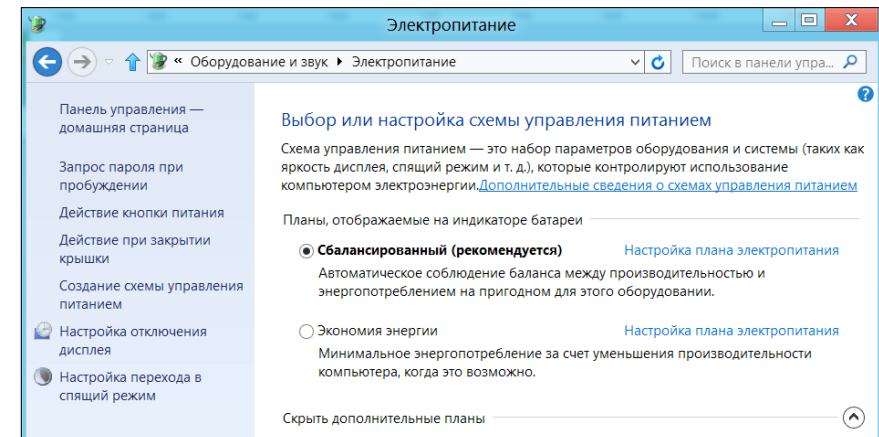 Электропитание
X
« Оборудование и звук Электропитание
Поиск в панели упра...
?
Панель управления —
домашняя страница
Запрос пароля при
пробуждении
Действие кнопки питания
Действие при закрытии
крышки
Создание схемы управления
питанием
Настройка отключения
дисплея
Настройка перехода в
спящий режим
Выбор или настройка схемы управления питанием
Схема управления питанием — это набор параметров оборудования и системы (таких как
яркость дисплея, спящий режим и т. д.), которые контролируют использование
компьютером электроэнергии.Дополнительные сведения о схемах управления питанием
Планы, отображаемые на индикаторе батареи
Сбалансированный (рекомендуется) Настройка плана электропитания
Автоматическое соблюдение баланса между производительностью и
энергопотреблением на пригодном для этого оборудовании.
Экономия энергии Настройка плана электропитания
Минимальное энергопотребление за счет уменьшения производительности
компьютера, когда это возможно.
Скрыть дополнительные планы